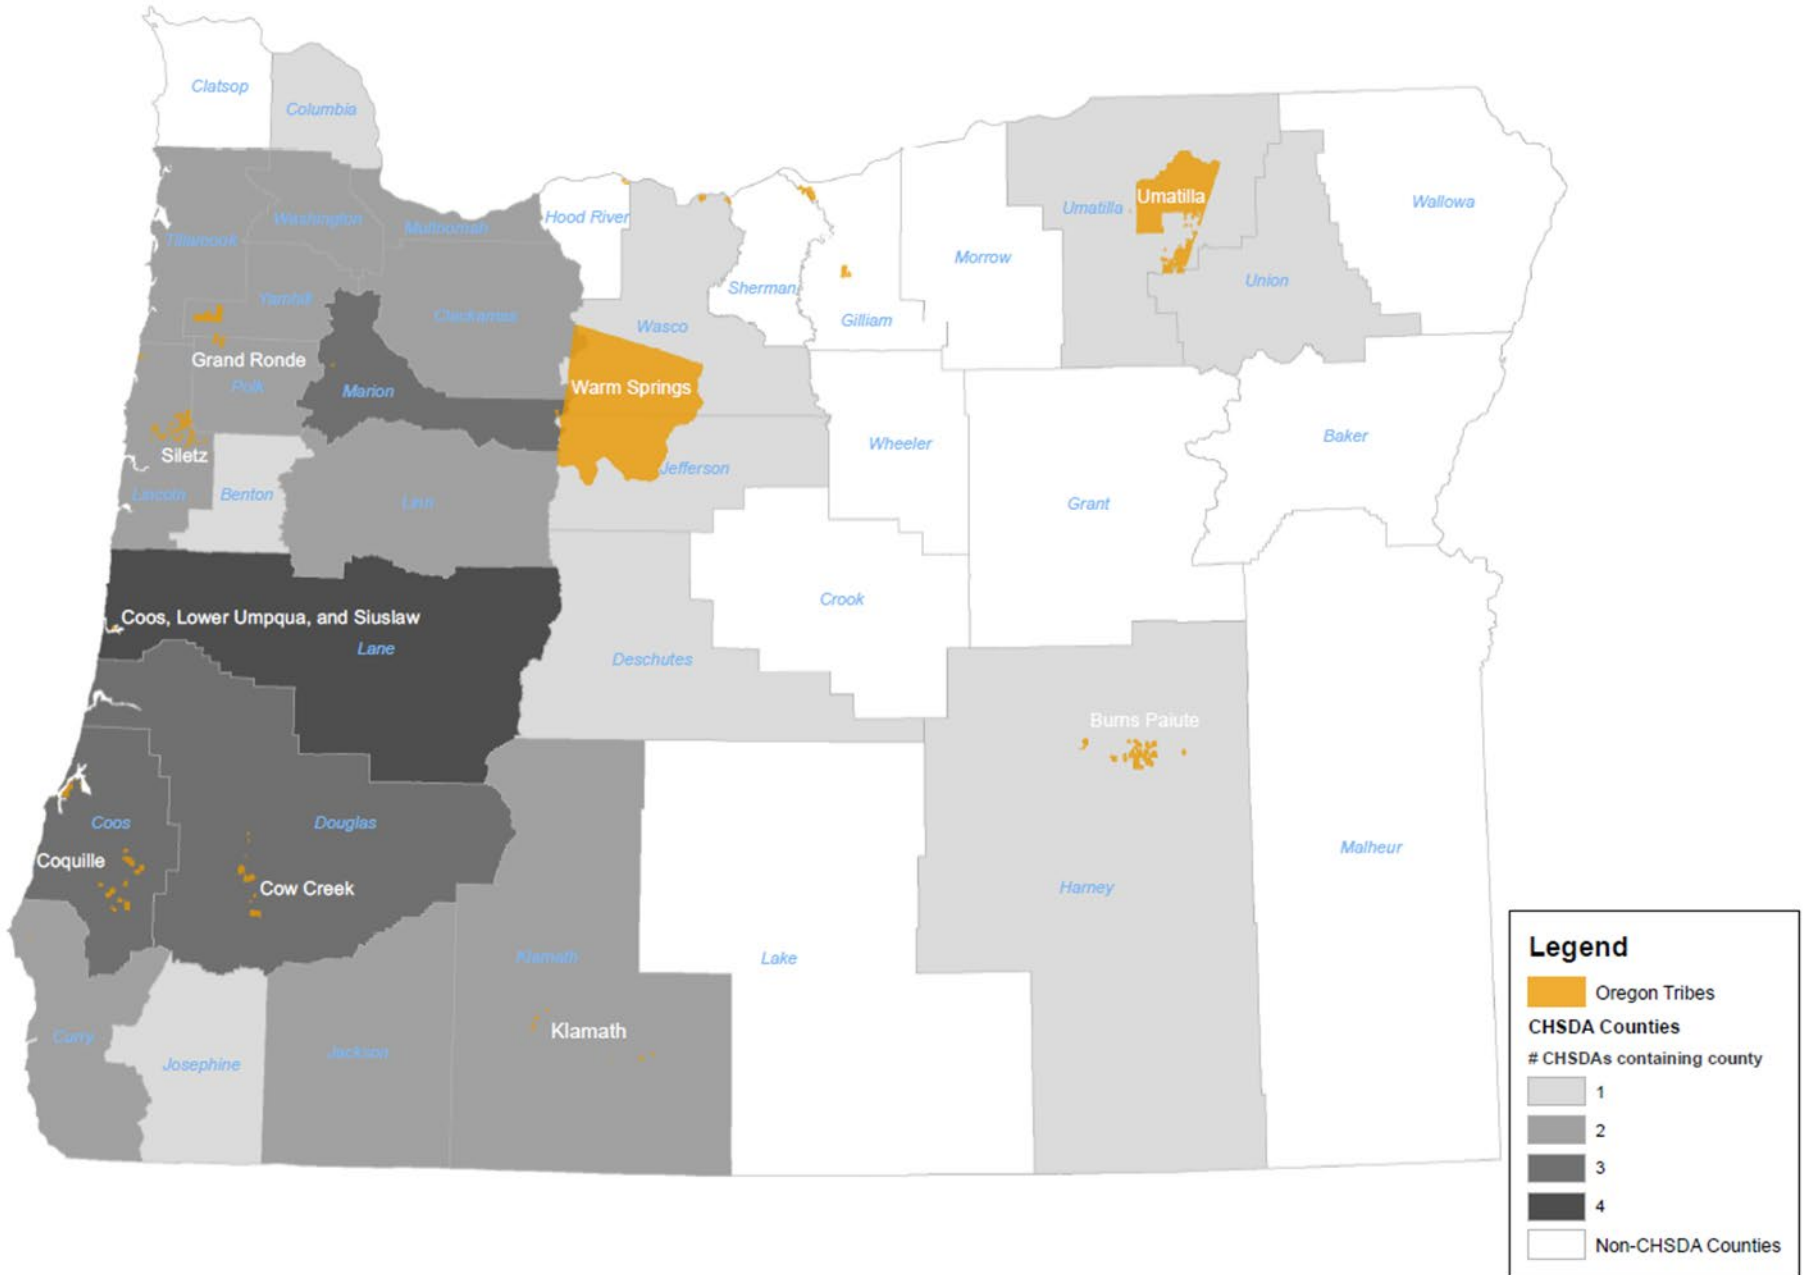 Clatsop
Columbia
Washington
Multnomah
Tillamook
Hood River
Umatilla
Umatilla
Wallowa
Morrow
Union
Sherman
Gilliam
Yamhill
Clackamas
Wasco
Grand Ronde
Polk
Marion
Warm Springs
Wheeler
Baker
Siletz
Jefferson
Lincoln
Benton
Linn
Grant
Crook
Coos, Lower Umpqua, and Siuslaw
Lane
Deschutes
Burns Paiute
Coos
Douglas
Malheur
Coquille
Cow Creek
Harney
Klamath
Lake
Klamath
Curry
Jackson
Josephine
Legend
Oregon Tribes
CHSDA Counties
# CHSDAs containing county
1
2
3
4
Non-CHSDA Counties